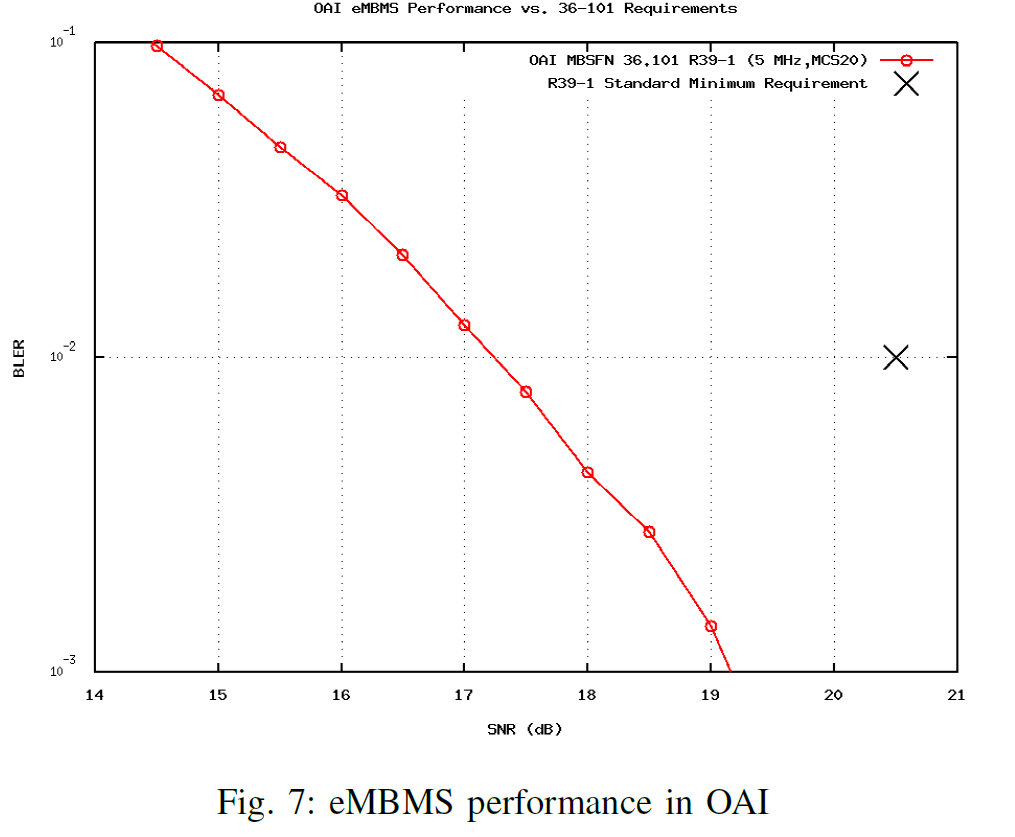 OAI eMBMS Performance vs. 36-101 Requirements
10^-1
OAI MBSFN 36.101 R39-1 (5 MHz,MCS20)
R39-1 Standard Minimum Requirement
BLER
10^-2
10^-3
14 15 16 17 18 19 20 21
SNR (dB)
Fig. 7: eMBMS performance in OAI